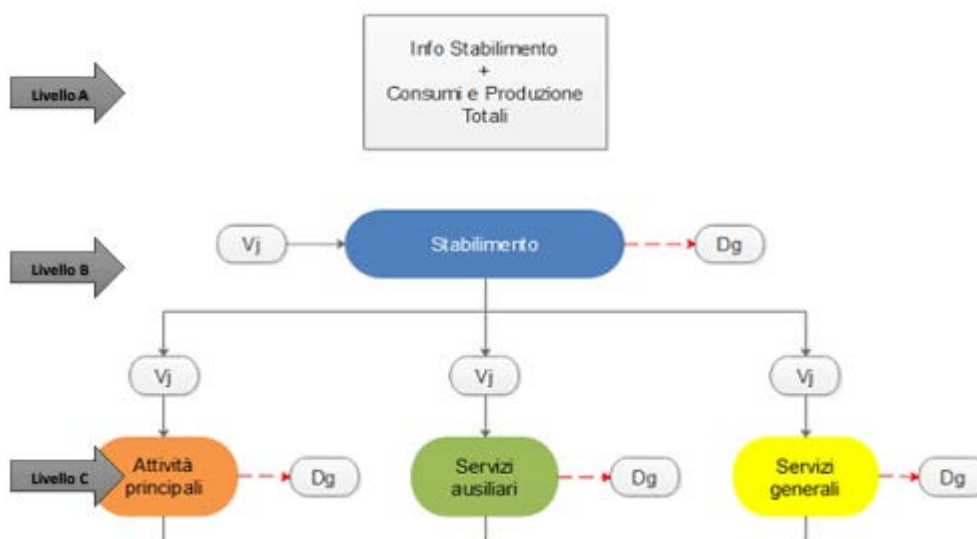 Info Stabilimento
+
Consumi e Produzione
Totali
Livello A
Vj
Stabilimento
Dg
Livello B
Vj
Vj
Vj
Livello C
Attività
principali
Dg
Servizi
ausiliari
Dg
Servizi
generali
Dg